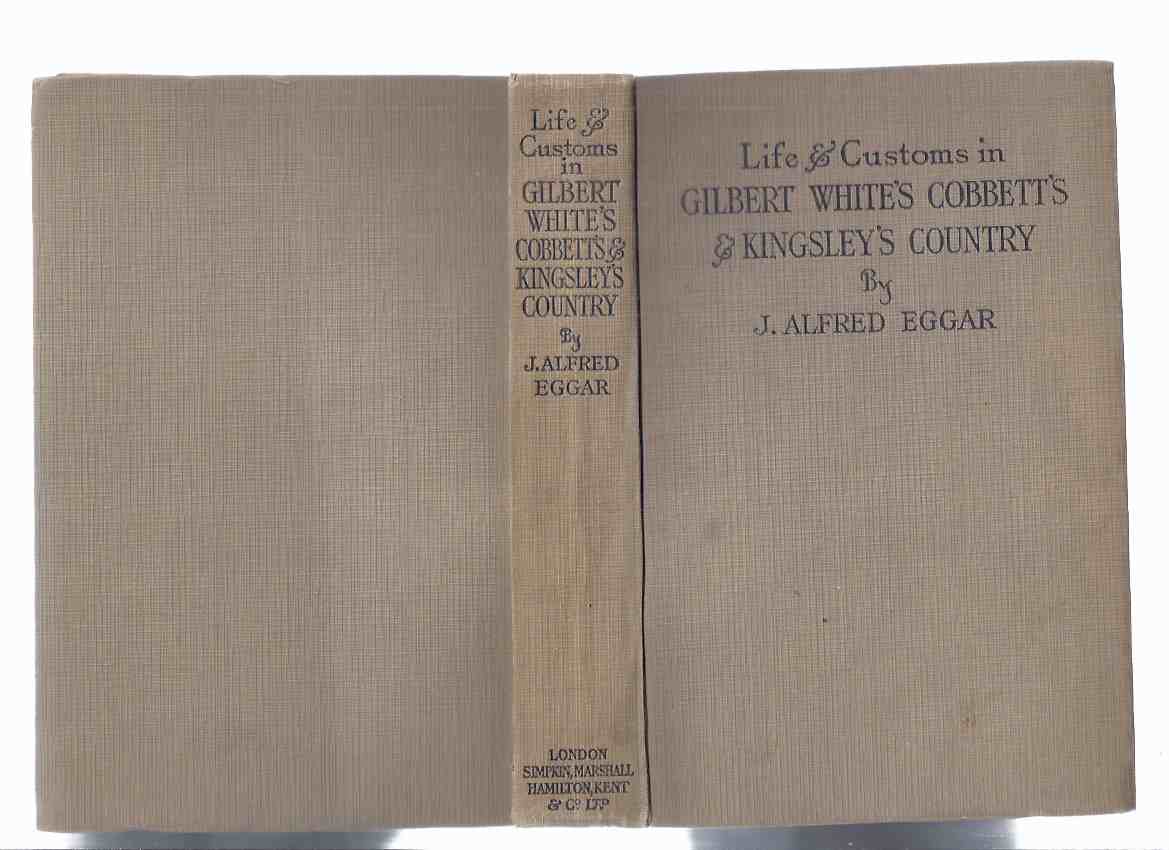 Life & Customs in
GILBERT WHITE'S COBBETT'S
& KINGSLEY'S COUNTRY
By
J. ALFRED EGGAR
Life &
Customs
in
GILBERT
WHITE'S
COBBETT'S &
KINGSLEY'S
COUNTRY
By
J. ALFRED
EGGAR
LONDON
SIMPKIN, MARSHALL
HAMILTON, KENT
& Co LTD